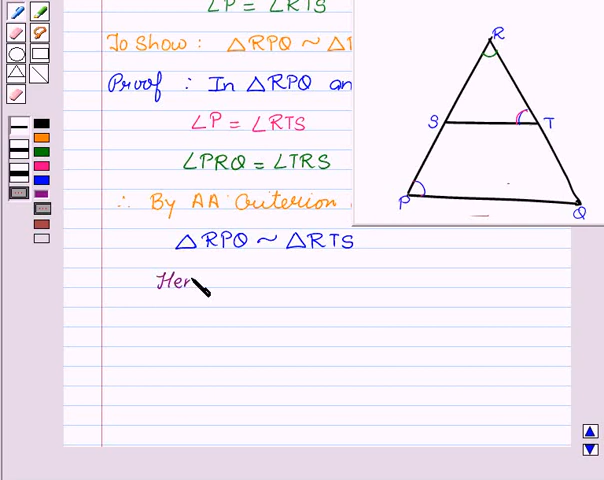 ∠P = ∠RTS
To Show : △RPQ ~ △
Proof : In △RPQ an
∠P = ∠RTS
∠PRQ = ∠TRS
∴ By AA Criterion
△RPQ ~ △RTS
Her
R
S T
P Q